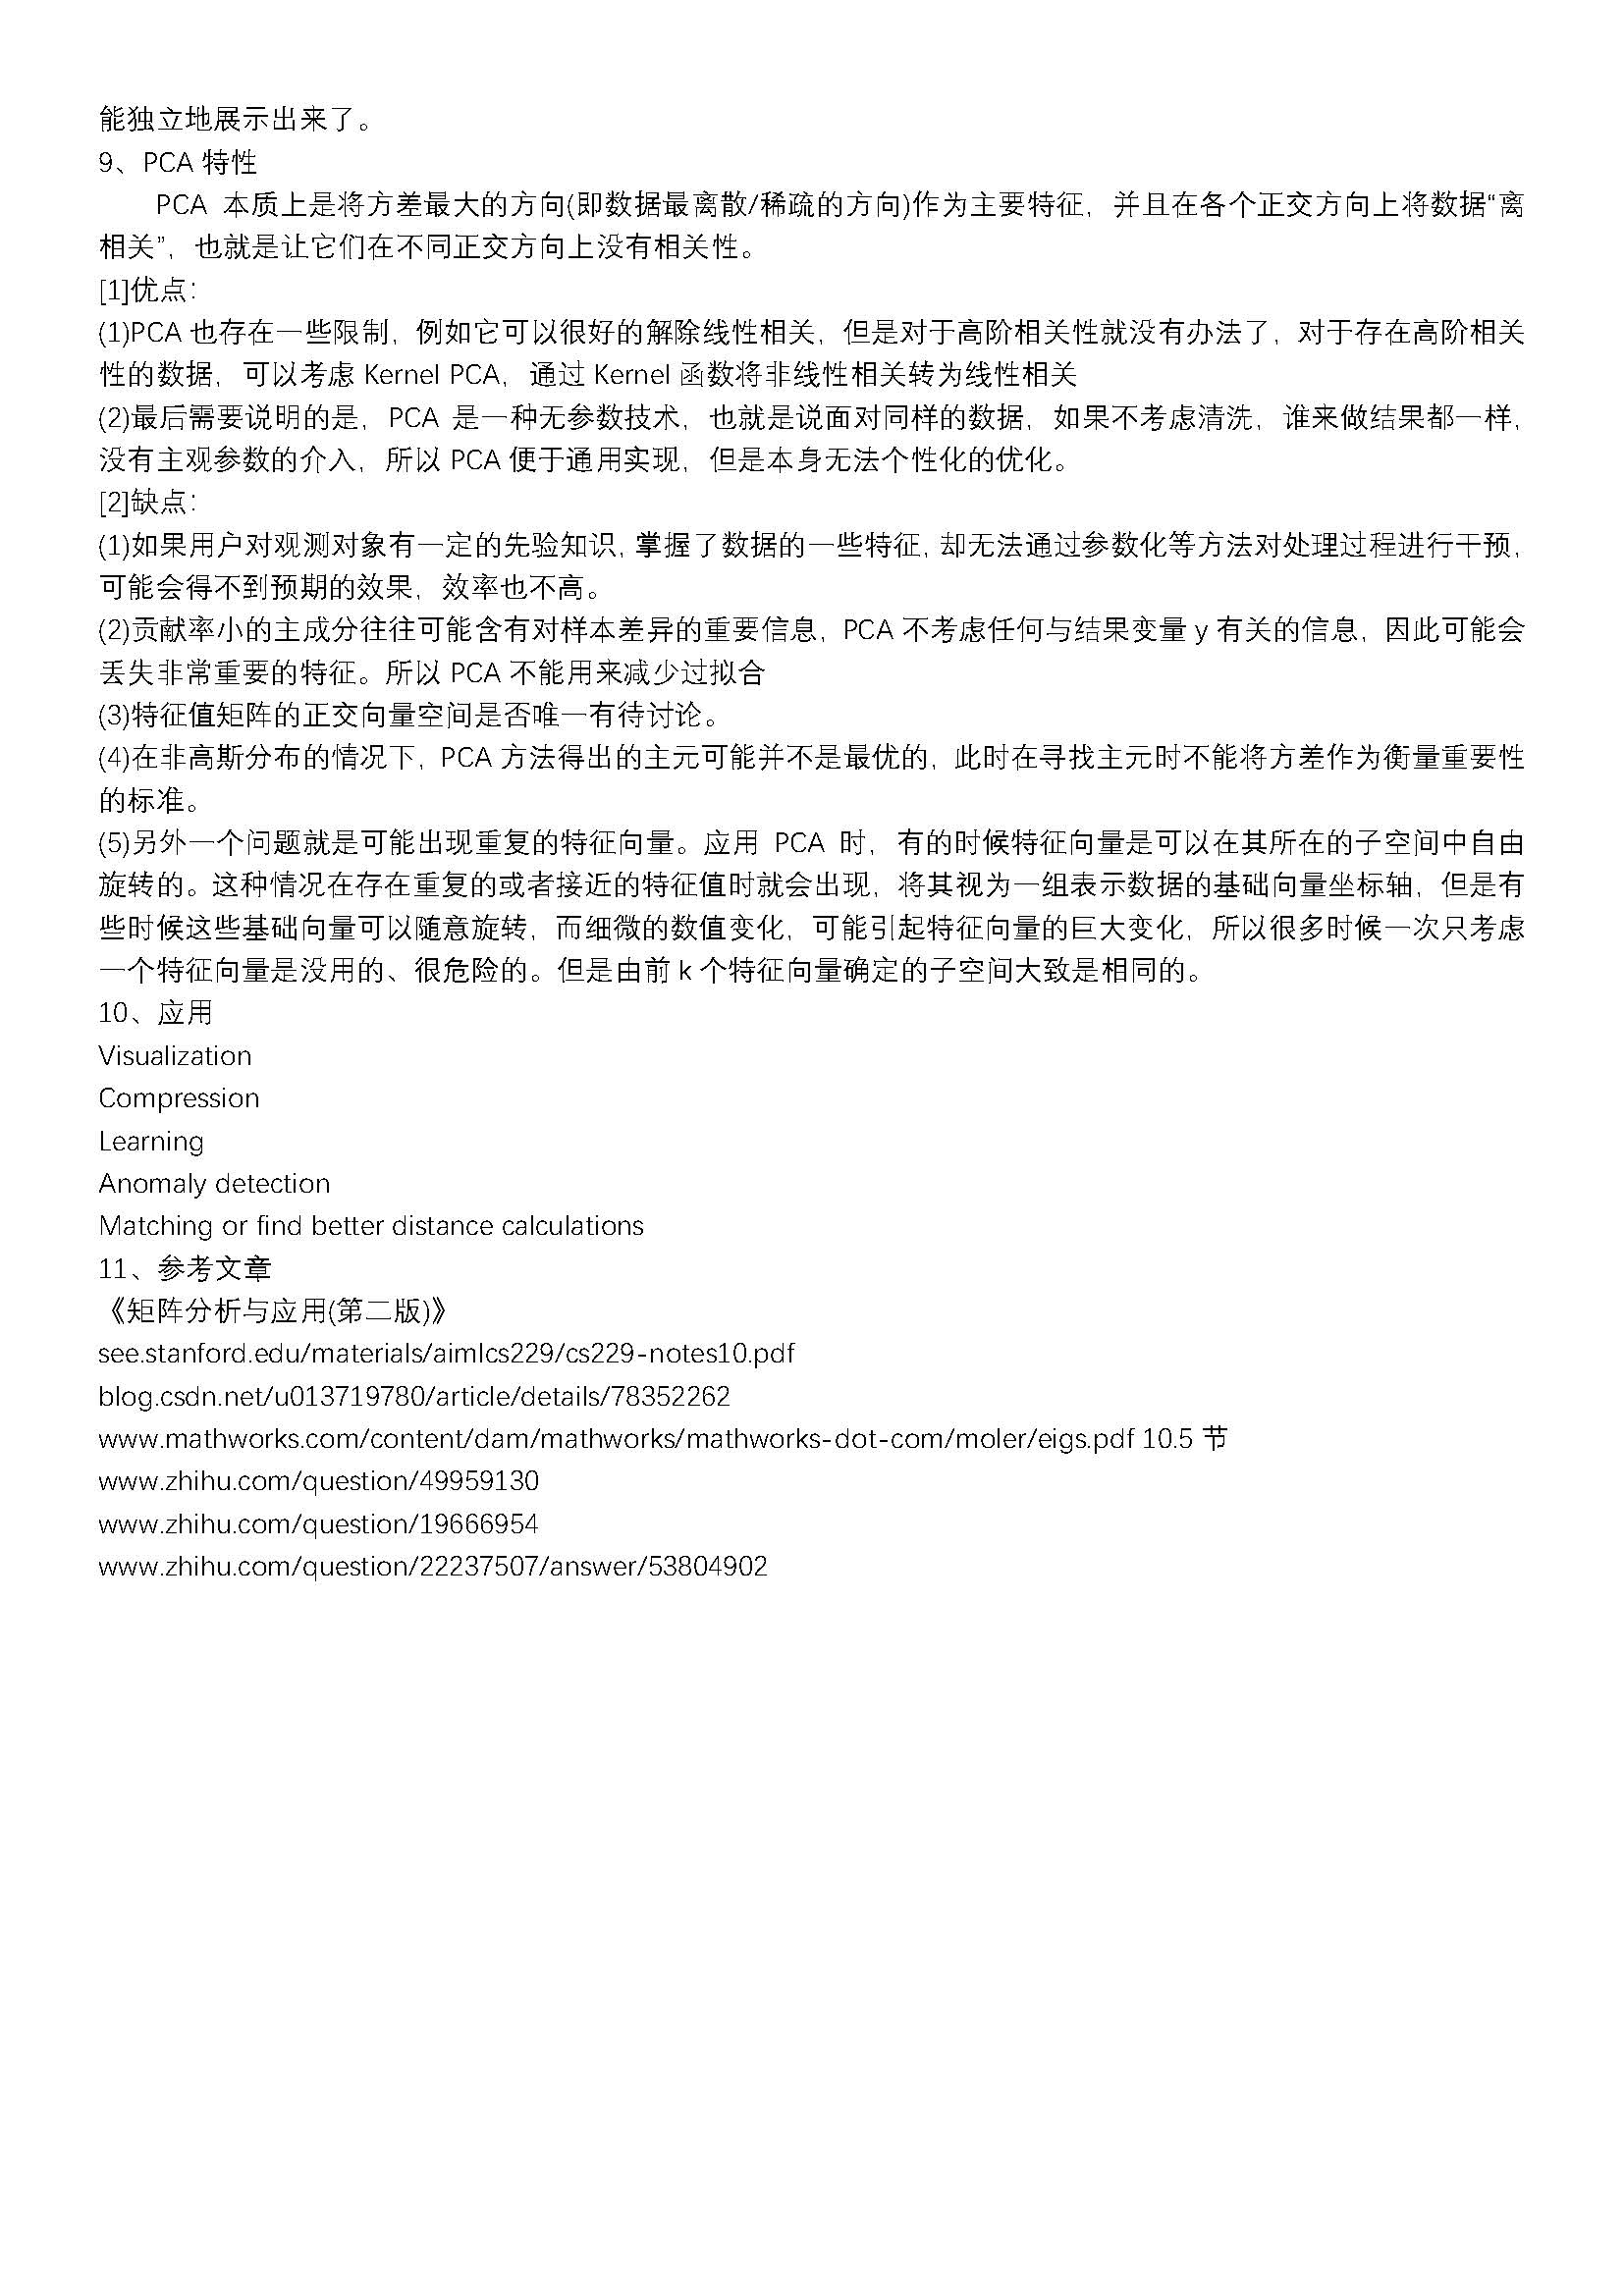 能独立地展示出来了。
9、PCA 特性
PCA 本质上是将方差最大的方向(即数据最离散/稀疏的方向)作为主要特征，并且在各个正交方向上将数据“离
相关”，也就是让它们在不同正交方向上没有相关性。
[1]优点：
(1)PCA 也存在一些限制，例如它可以很好的解除线性相关，但是对于高阶相关性就没有办法了，对于存在高阶相关
性的数据，可以考虑 Kernel PCA，通过 Kernel 函数将非线性相关转为线性相关
(2)最后需要说明的是，PCA 是一种无参数技术，也就是说面对同样的数据，如果不考虑清洗，谁来做结果都一样，
没有主观参数的介入，所以 PCA 便于通用实现，但是本身无法个性化的优化。
[2]缺点：
(1)如果用户对观测对象有一定的先验知识，掌握了数据的一些特征，却无法通过参数化等方法对处理过程进行干预，
可能会得不到预期的效果，效率也不高。
(2)贡献率小的主成分往往可能含有对样本差异的重要信息，PCA 不考虑任何与结果变量 y 有关的信息，因此可能会
丢失非常重要的特征。所以 PCA 不能用来减少过拟合
(3)特征值矩阵的正交向量空间是否唯一有待讨论。
(4)在非高斯分布的情况下，PCA 方法得出的主元可能并不是最优的，此时在寻找主元时不能将方差作为衡量重要性
的标准。
(5)另外一个问题就是可能出现重复的特征向量。应用 PCA 时，有的时候特征向量是可以在其所在的子空间中自由
旋转的。这种情况在存在重复的或者接近的特征值时就会出现，将其视为一组表示数据的基础向量坐标轴，但是有
些时候这些基础向量可以随意旋转，而细微的数值变化，可能引起特征向量的巨大变化，所以很多时候一次只考虑
一个特征向量是没用的、很危险的。但是由前 k 个特征向量确定的子空间大致是相同的。
10、应用
Visualization
Compression
Learning
Anomaly detection
Matching or find better distance calculations
11、参考文章
《矩阵分析与应用(第二版)》
see.stanford.edu/materials/aimlcs229/cs229-notes10.pdf
blog.csdn.net/u013719780/article/details/78352262
www.mathworks.com/content/dam/mathworks/mathworks-dot-com/moler/eigs.pdf 10.5 节
www.zhihu.com/question/49959130
www.zhihu.com/question/19666954
www.zhihu.com/question/22237507/answer/53804902